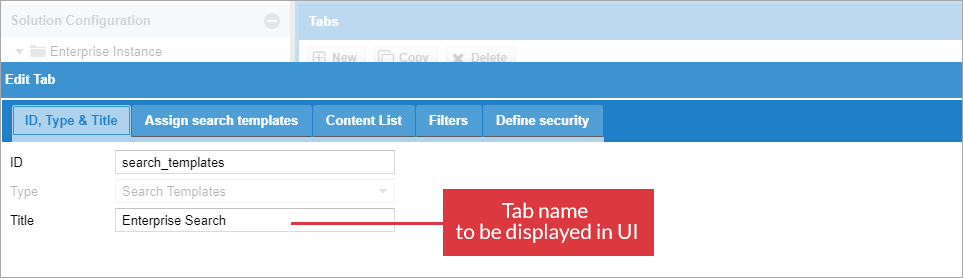 Solution Configuration
Tabs
Enterprise Instance
New Copy Delete
Edit Tab
ID, Type & Title Assign search templates Content List Filters Define security
ID search_templates
Type Search Templates
Title Enterprise Search
Tab name
to be displayed in UI